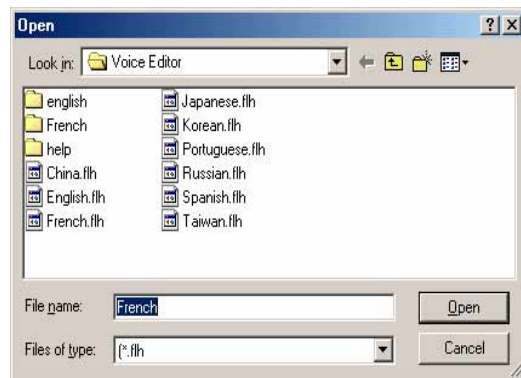 Open
Look in: Voice Editor
english
French
help
China.flh
English.flh
French.flh
Japanese.flh
Korean.flh
Portuguese.flh
Russian.flh
Spanish.flh
Taiwan.flh
File name: French
Open
Files of type: (*.flh
Cancel